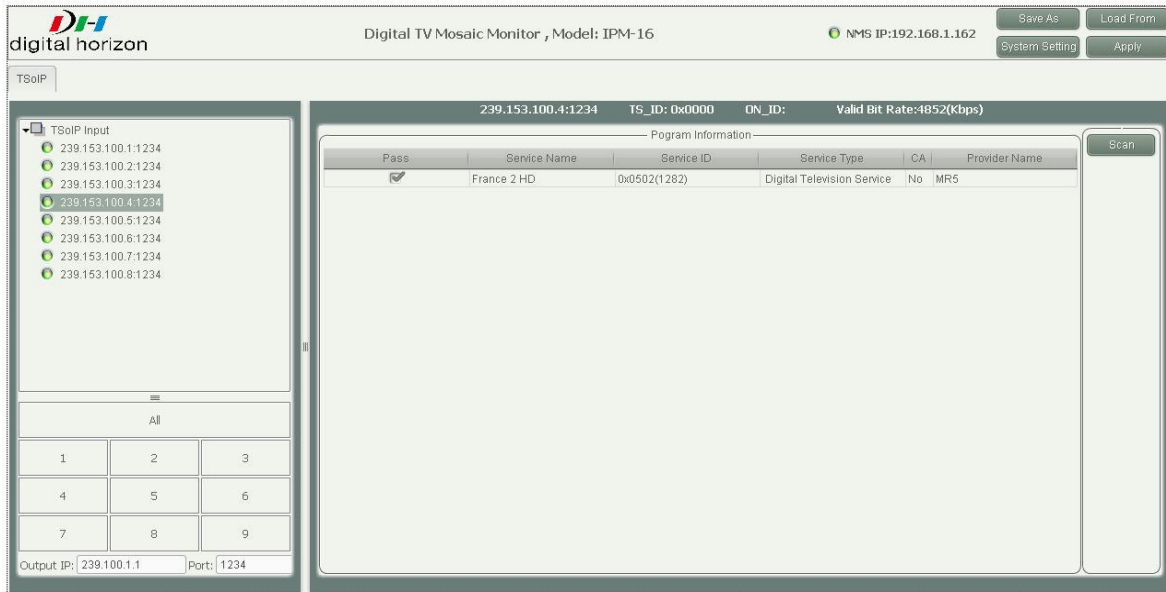 DH
digital horizon
Digital TV Mosaic Monitor , Model: IPM-16
NMS IP:192.168.1.162
Save As
Load From
System Setting
Apply
TSoIP
239.153.100.4:1234 TS_ID: 0x0000 ON_ID: Valid Bit Rate:4852(Kbps)
TSoIP Input
239.153.100.1:1234
239.153.100.2:1234
239.153.100.3:1234
239.153.100.4:1234
239.153.100.5:1234
239.153.100.6:1234
239.153.100.7:1234
239.153.100.8:1234
All
1 2 3
4 5 6
7 8 9
Output IP: 239.100.1.1 Port: 1234
Pogram Information
Pass Service Name Service ID Service Type CA Provider Name
France 2 HD 0x0502(1282) Digital Television Service No MR5
Scan